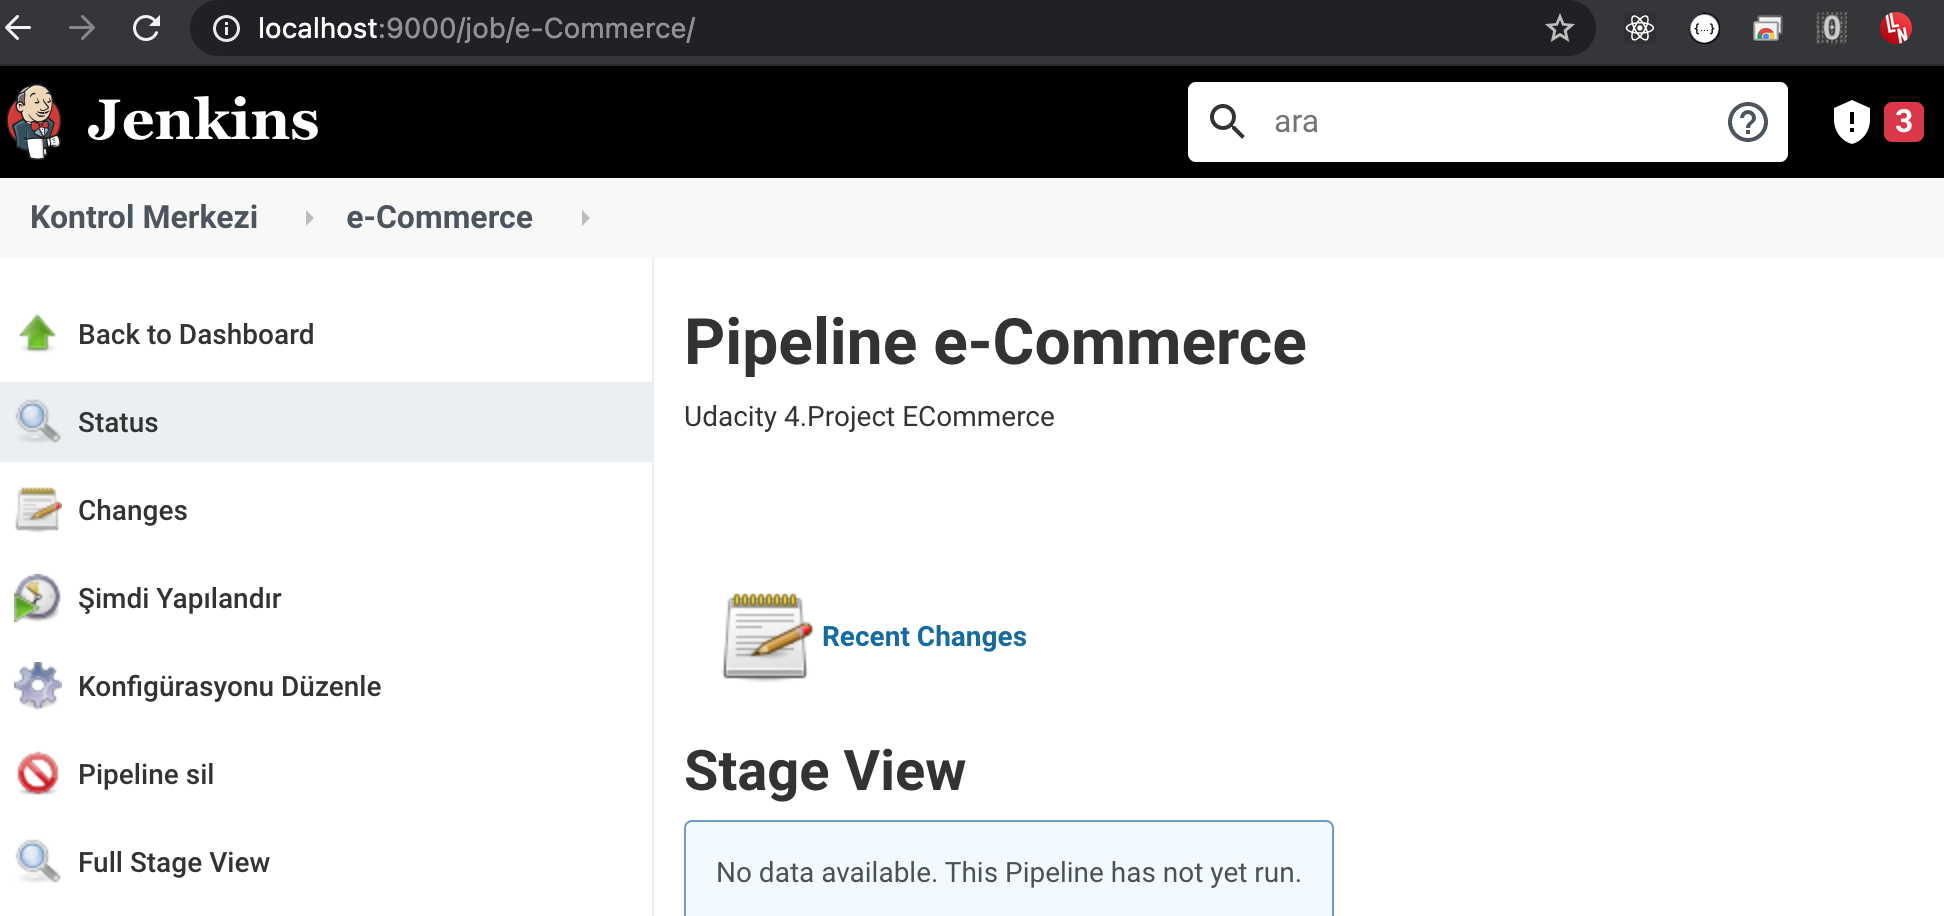 localhost:9000/job/e-Commerce/
Jenkins
ara
3
Kontrol Merkezi
e-Commerce
Back to Dashboard
Status
Changes
Şimdi Yapılandır
Konfigürasyonu Düzenle
Pipeline sil
Full Stage View
Pipeline e-Commerce
Udacity 4.Project ECommerce
Recent Changes
Stage View
No data available. This Pipeline has not yet run.